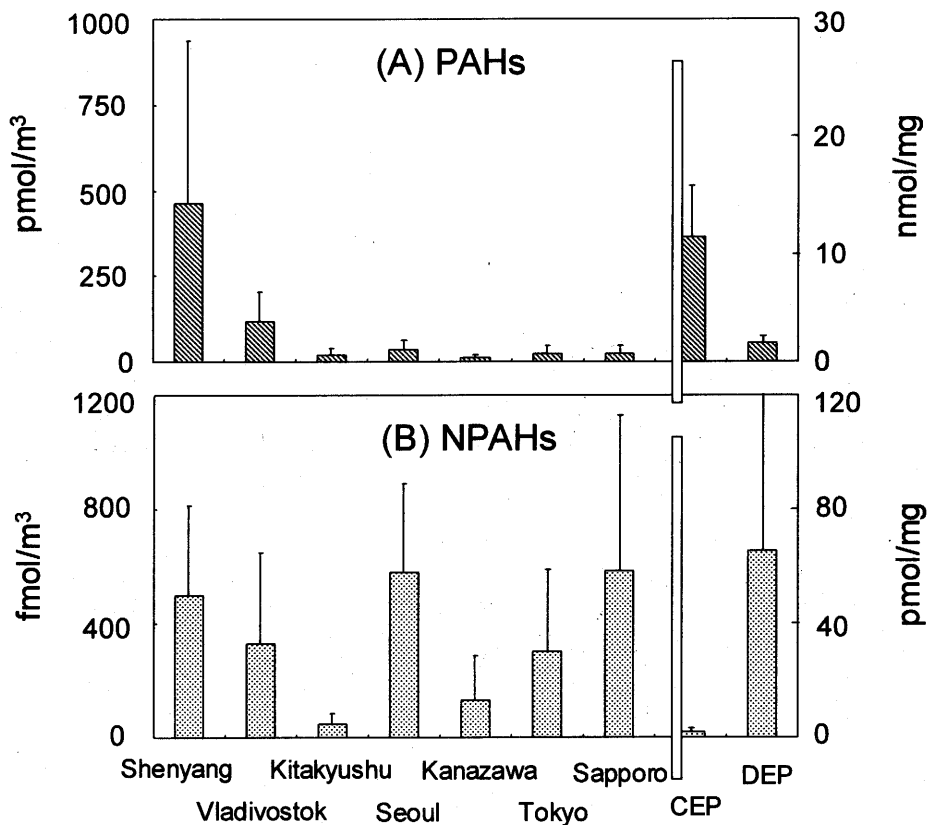 (A) PAHs
1000
750
500
250
0
pmol/m³
30
20
10
0
nmol/mg
(B) NPAHs
1200
800
400
0
fmol/m³
120
80
40
0
pmol/mg
Shenyang Kitakyushu Kanazawa Sapporo DEP
Vladivostok Seoul Tokyo CEP